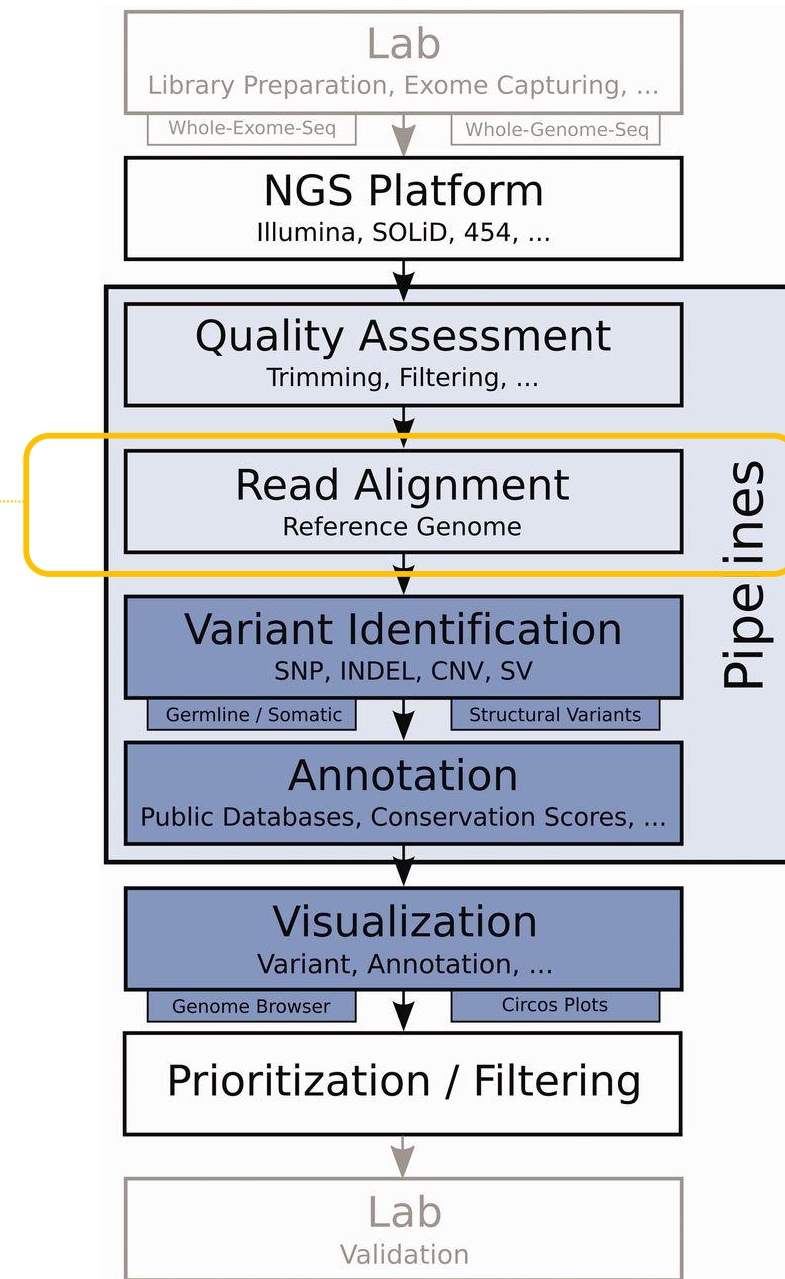 Lab
Library Preparation, Exome Capturing, ...
Whole-Exome-Seq
Whole-Genome-Seq
NGS Platform
Illumina, SOLiD, 454, ...
Quality Assessment
Trimming, Filtering, ...
Read Alignment
Reference Genome
Variant Identification
SNP, INDEL, CNV, SV
Germline / Somatic
Structural Variants
Annotation
Public Databases, Conservation Scores, ...
Pipelines
Visualization
Variant, Annotation, ...
Genome Browser
Circos Plots
Prioritization / Filtering
Lab
Validation